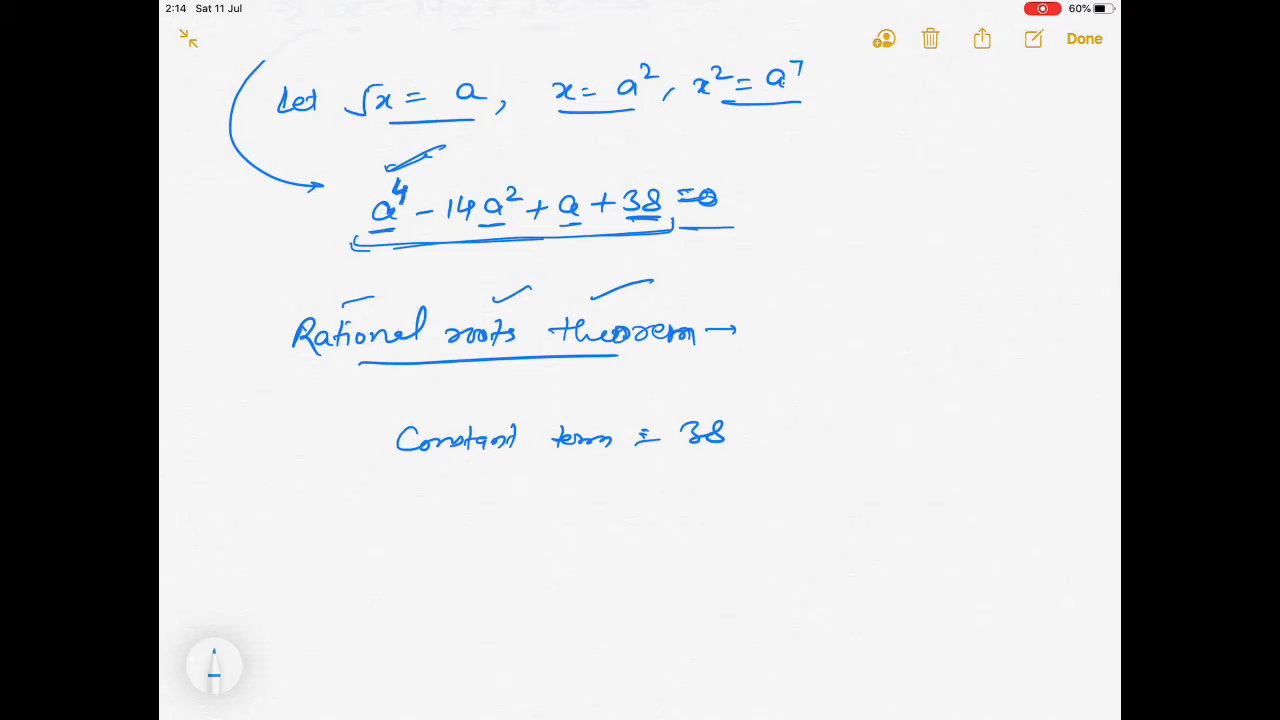 2:14 Sat 11 Jul 60%
Done
Let √x = a, x = a², x² = a⁷
a⁴ - 14a² + a + 38 = 0
Rational roots theorem →
Constant term = 38